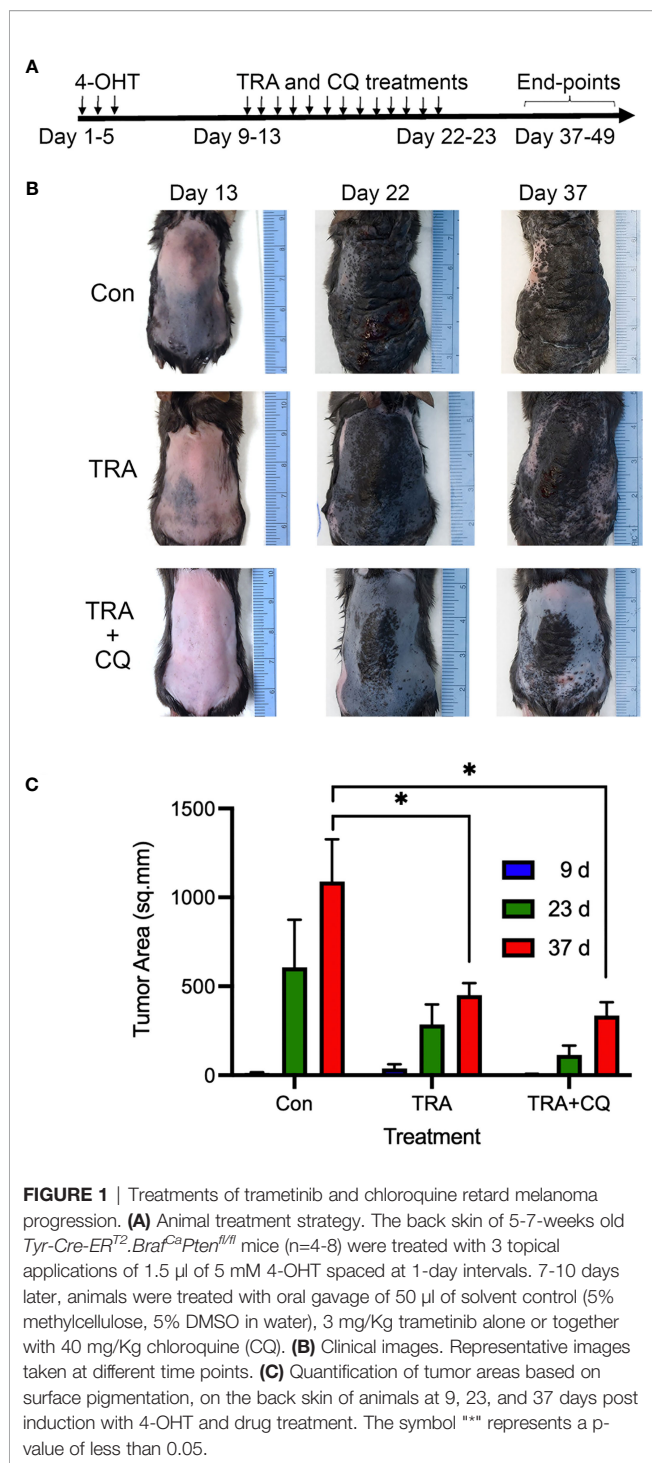 A
4-OHT TRA and CQ treatments End-points
Day 1-5 Day 9-13 Day 22-23 Day 37-49
B
Day 13 Day 22 Day 37
Con
TRA
TRA
+
CQ
C
* *
1500
1000
500
0
Tumor Area (sq.mm)
9 d
23 d
37 d
Con TRA TRA+CQ
Treatment
FIGURE 1 | Treatments of trametinib and chloroquine retard melanoma
progression. (A) Animal treatment strategy. The back skin of 5-7-weeks old
Tyr-Cre-ER^T2.Braf^CaPten^fl/fl mice (n=4-8) were treated with 3 topical
applications of 1.5 µl of 5 mM 4-OHT spaced at 1-day intervals. 7-10 days
later, animals were treated with oral gavage of 50 µl of solvent control (5%
methylcellulose, 5% DMSO in water), 3 mg/Kg trametinib alone or together
with 40 mg/Kg chloroquine (CQ). (B) Clinical images. Representative images
taken at different time points. (C) Quantification of tumor areas based on
surface pigmentation, on the back skin of animals at 9, 23, and 37 days post
induction with 4-OHT and drug treatment. The symbol "*" represents a p-
value of less than 0.05.